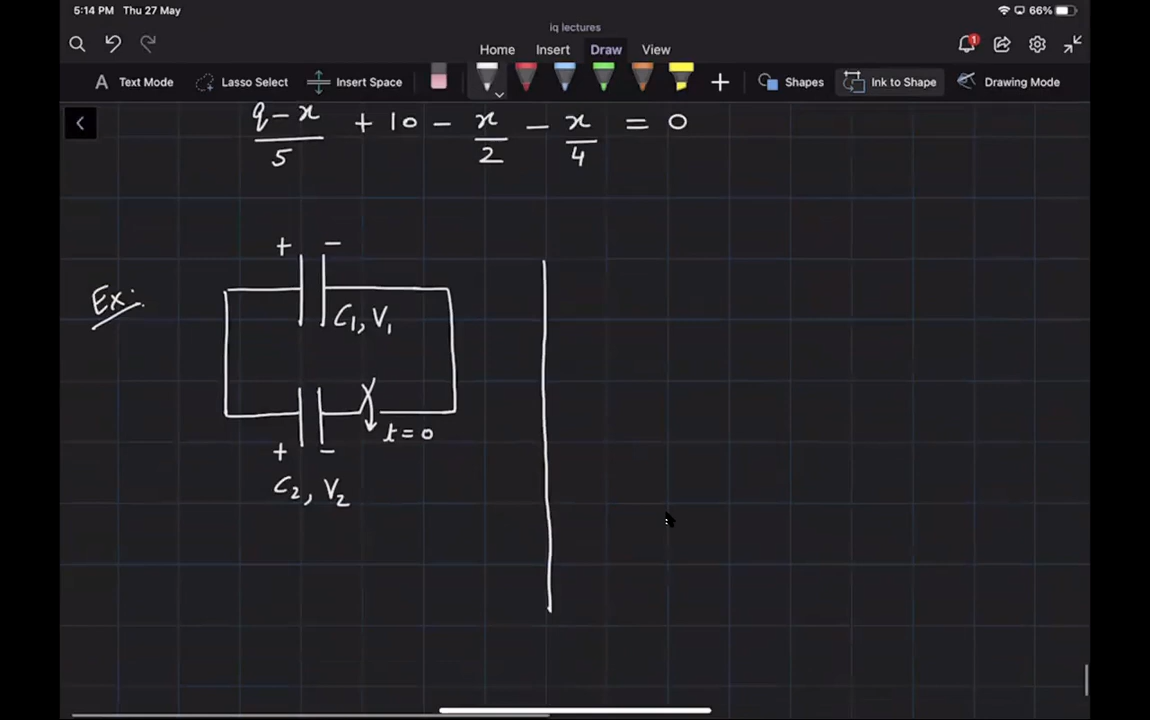 5:14 PM Thu 27 May
66%
iq lectures
Home Insert Draw View
1
Text Mode Lasso Select Insert Space Shapes Ink to Shape Drawing Mode
(q-x)/5 + 10 - x/2 - x/4 = 0
+ -
Ex:
C₁, V₁
t=0
+ -
C₂, V₂